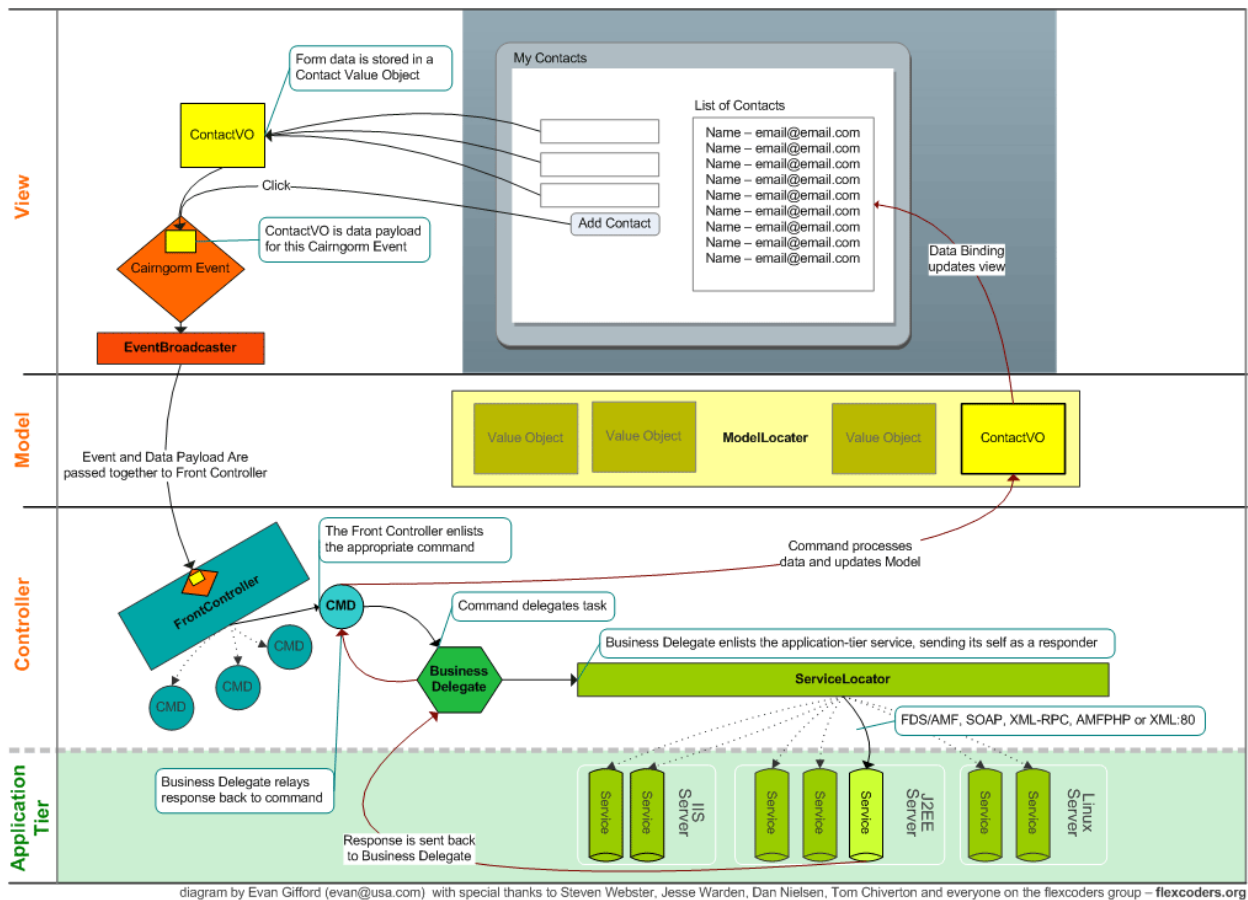 View
Form data is stored in a
Contact Value Object
ContactVO
Click
ContactVO is data payload
for this Cairngorm Event
Cairngorm Event
EventBroadcaster
My Contacts
List of Contacts
Name – email@email.com
Name – email@email.com
Name – email@email.com
Name – email@email.com
Name – email@email.com
Name – email@email.com
Name – email@email.com
Name – email@email.com
Name – email@email.com
Add Contact
Data Binding
updates view
Model
Value Object
Value Object
ModelLocater
Value Object
ContactVO
Event and Data Payload Are
passed together to Front Controller
Controller
The Front Controller enlists
the appropriate command
Command processes
data and updates Model
FrontController
CMD
CMD
CMD
CMD
Command delegates task
Business
Delegate
Business Delegate enlists the application-tier service, sending its self as a responder
ServiceLocator
FDS/AMF, SOAP, XML-RPC, AMFPHP or XML:80
Application
Tier
Business Delegate relays
response back to command
Response is sent back
to Business Delegate
Service
Service
IIS
Server
Service
Service
Service
J2EE
Server
Service
Service
Linux
Server
diagram by Evan Gifford (evan@usa.com) with special thanks to Steven Webster, Jesse Warden, Dan Nielsen, Tom Chiverton and everyone on the flexcoders group – flexcoders.org